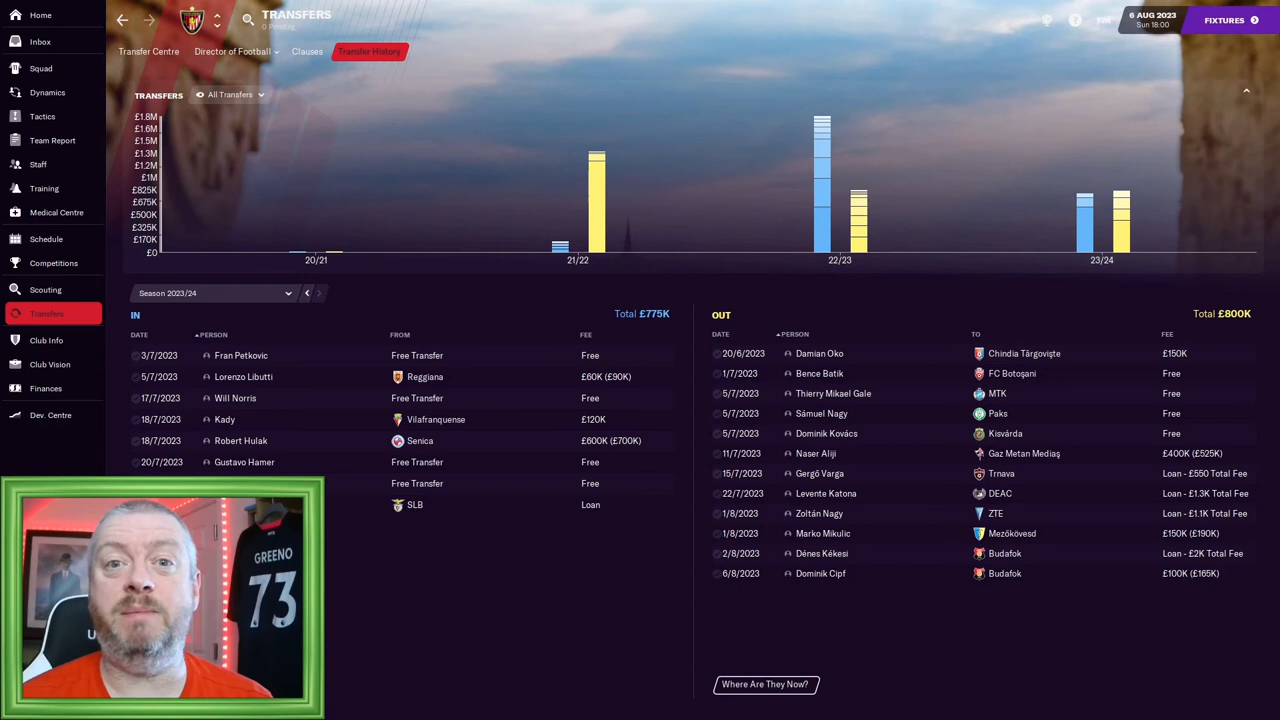 Home
Inbox
Squad
Dynamics
Tactics
Team Report
Staff
Training
Medical Centre
Schedule
Competitions
Scouting
Transfers
Club Info
Club Vision
Finances
Dev. Centre
TRANSFERS
0 Pending
FM
6 AUG 2023
Sun 18:00
FIXTURES
Transfer Centre
Director of Football
Clauses
Transfer History
TRANSFERS
All Transfers
£1.8M
£1.6M
£1.5M
£1.3M
£1.2M
£1M
£825K
£675K
£500K
£325K
£170K
£0
20/21
21/22
22/23
23/24
Season 2023/24
IN
Total £775K
DATE PERSON FROM FEE
3/7/2023 Fran Petkovic Free Transfer Free
5/7/2023 Lorenzo Libutti Reggiana £60K (£90K)
17/7/2023 Will Norris Free Transfer Free
18/7/2023 Kady Vilafranquense £120K
18/7/2023 Robert Hulak Senica £600K (£700K)
20/7/2023 Gustavo Hamer Free Transfer Free
Free Transfer Free
SLB Loan
OUT
Total £800K
DATE PERSON TO FEE
20/6/2023 Damian Oko Chindia Târgovişte £150K
1/7/2023 Bence Batik FC Botoşani Free
5/7/2023 Thierry Mikael Gale MTK Free
5/7/2023 Sámuel Nagy Paks Free
5/7/2023 Dominik Kovács Kisvárda Free
11/7/2023 Naser Aliji Gaz Metan Mediaş £400K (£525K)
15/7/2023 Gergő Varga Trnava Loan - £550 Total Fee
22/7/2023 Levente Katona DEAC Loan - £1.3K Total Fee
1/8/2023 Zoltán Nagy ZTE Loan - £1.1K Total Fee
1/8/2023 Marko Mikulic Mezőkövesd £150K (£190K)
2/8/2023 Dénes Kékesi Budafok Loan - £2K Total Fee
6/8/2023 Dominik Cipf Budafok £100K (£165K)
Where Are They Now?
GREENO
73